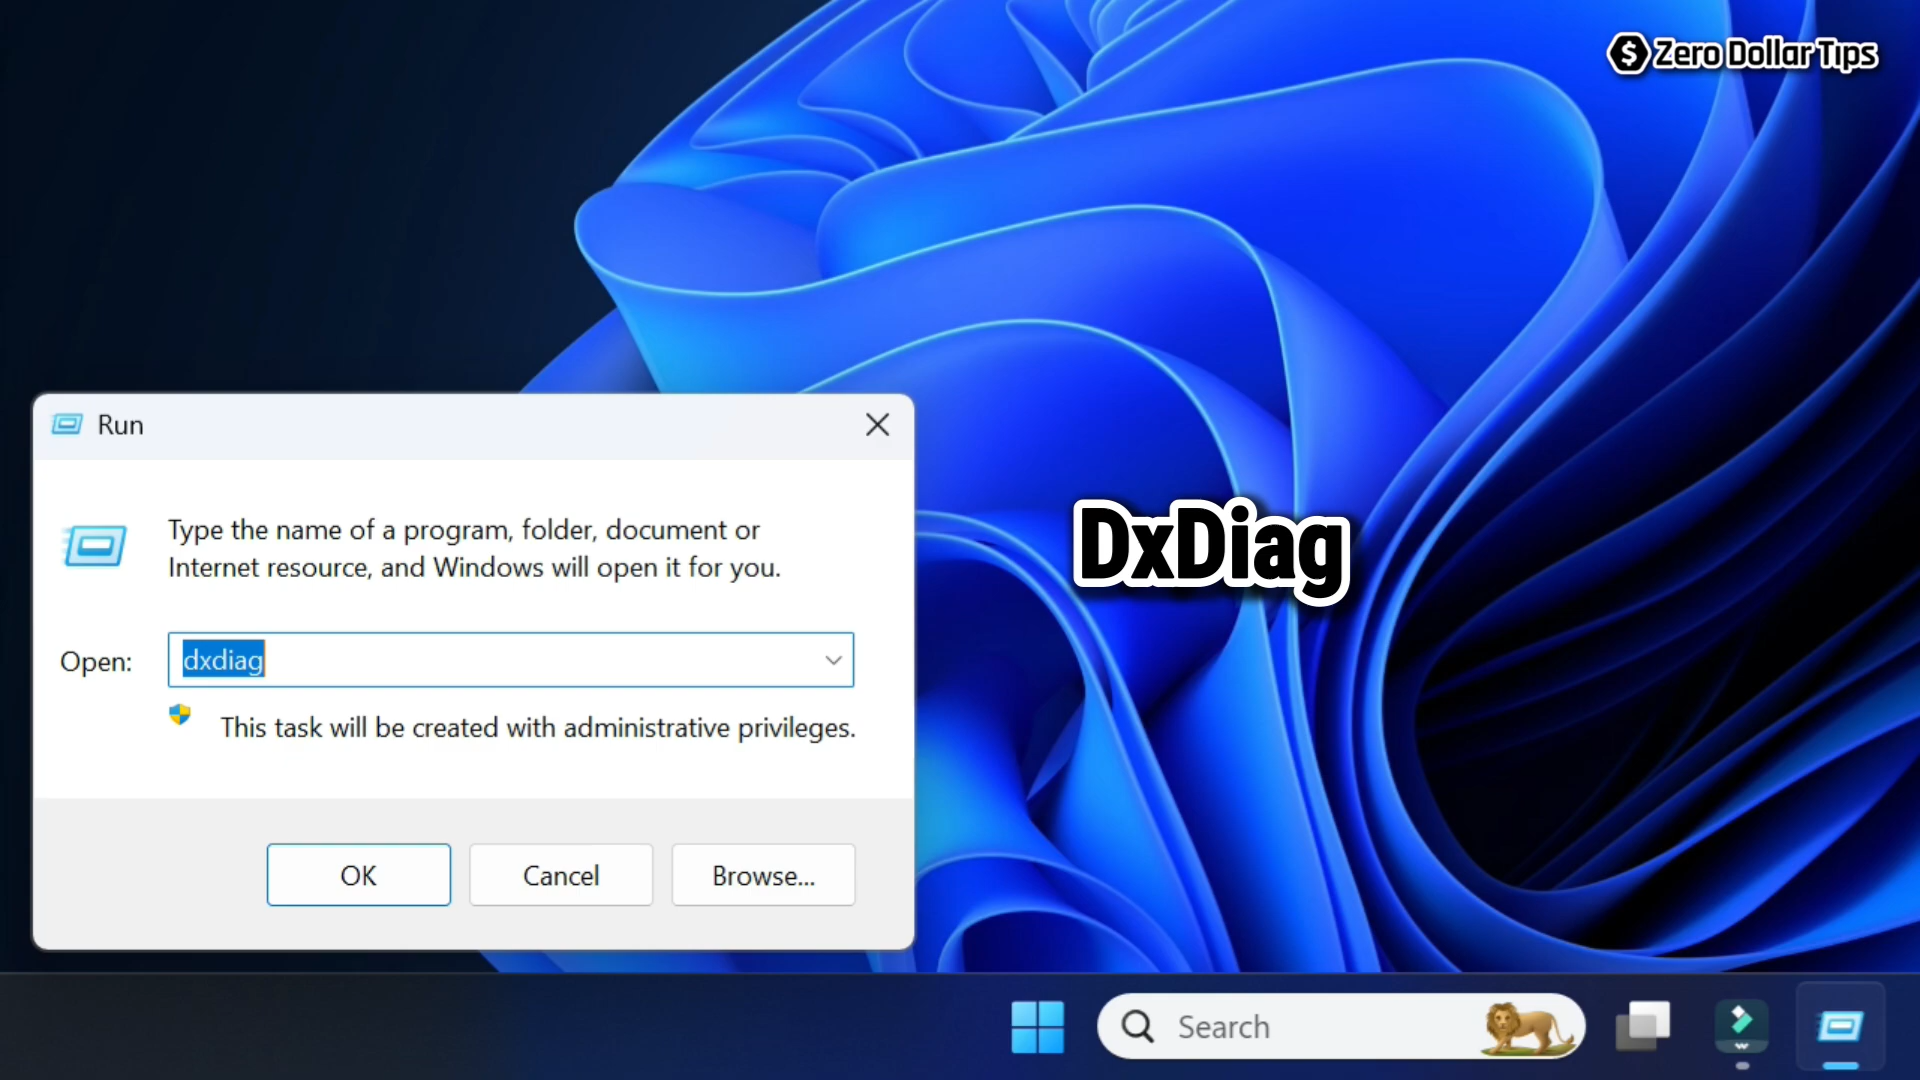 $ Zero Dollar Tips
Run
Type the name of a program, folder, document or
Internet resource, and Windows will open it for you.
Open: dxdiag
This task will be created with administrative privileges.
OK Cancel Browse...
DxDiag
Search